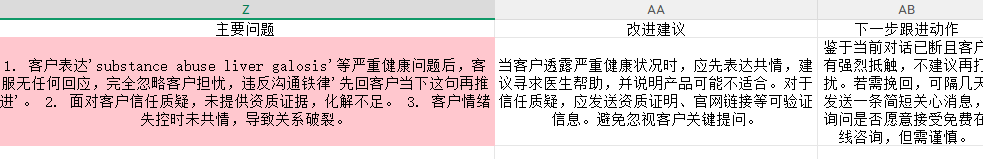 Z
AA
AB
主要问题
改进建议
下一步跟进动作
1. 客户表达'substance abuse liver galosis'等严重健康问题后，客
服无任何回应，完全忽略客户担忧，违反沟通铁律'先回客户当下这句再推
进'。 2. 面对客户信任质疑，未提供资质证据，化解不足。 3. 客户情绪
失控时未共情，导致关系破裂。
当客户透露严重健康状况时，应先表达共情，建
议寻求医生帮助，并说明产品可能不适合。对于
信任质疑，应发送资质证明、官网链接等可验证
信息。避免忽视客户关键提问。
鉴于当前对话已断且客户
有强烈抵触，不建议再打
扰。若需挽回，可隔几天
发送一条简短关心消息，
询问是否愿意接受免费在
线咨询，但需谨慎。